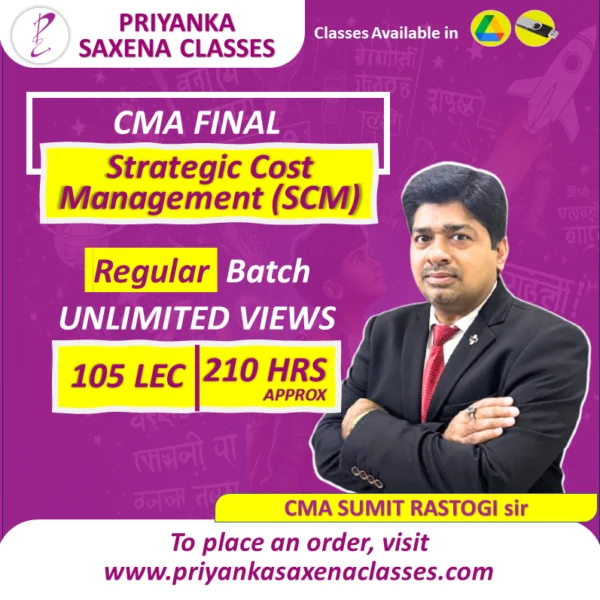 PRIYANKA
SAXENA CLASSES
Classes Available in
CMA FINAL
Strategic Cost
Management (SCM)
Regular Batch
UNLIMITED VIEWS
105 LEC 210 HRS
APPROX
CMA SUMIT RASTOGI sir
To place an order, visit
www.priyankasaxenaclasses.com